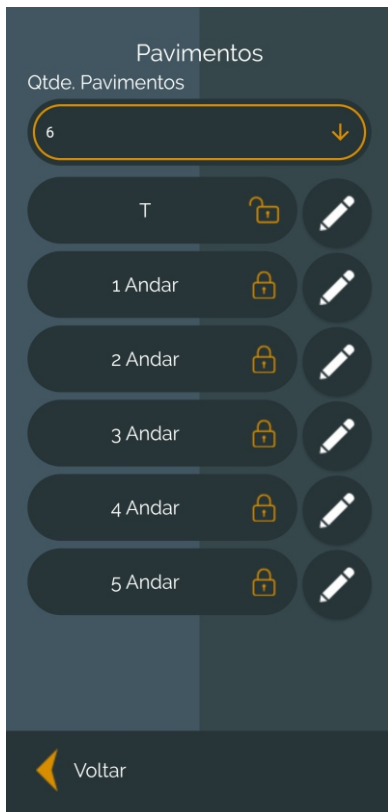 Pavimentos
Qtde. Pavimentos
6
T
1 Andar
2 Andar
3 Andar
4 Andar
5 Andar
Voltar